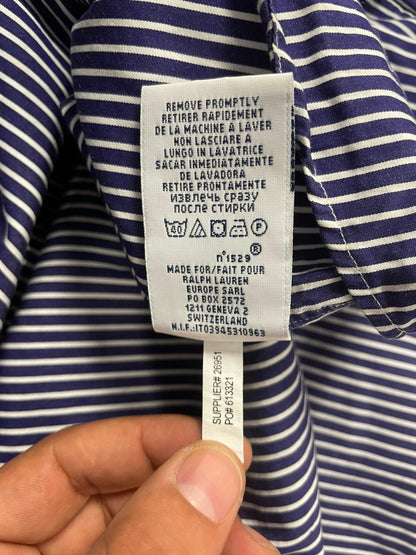 REMOVE PROMPTLY
RETIRER RAPIDEMENT
DE LA MACHINE A LAVER
NON LASCIARE A
LUNGO IN LAVATRICE
SACAR INMEDIATAMENTE
DE LAVADORA
RETIRE PRONTAMENTE
извлечь сразу
после стирки
40 P
®
n°1529
MADE FOR/FAIT POUR
RALPH LAUREN
EUROPE SARL
PO BOX 2572
1211 GENEVA 2
SWITZERLAND
N.I.F.:IT03945310963
SUPPLIER# 26951
PO# 613321